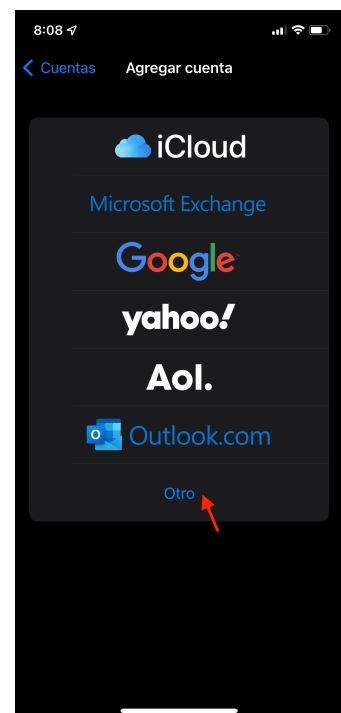 8:08
Cuentas
Agregar cuenta
iCloud
Microsoft Exchange
Google
yahoo!
Aol.
Outlook.com
Otro